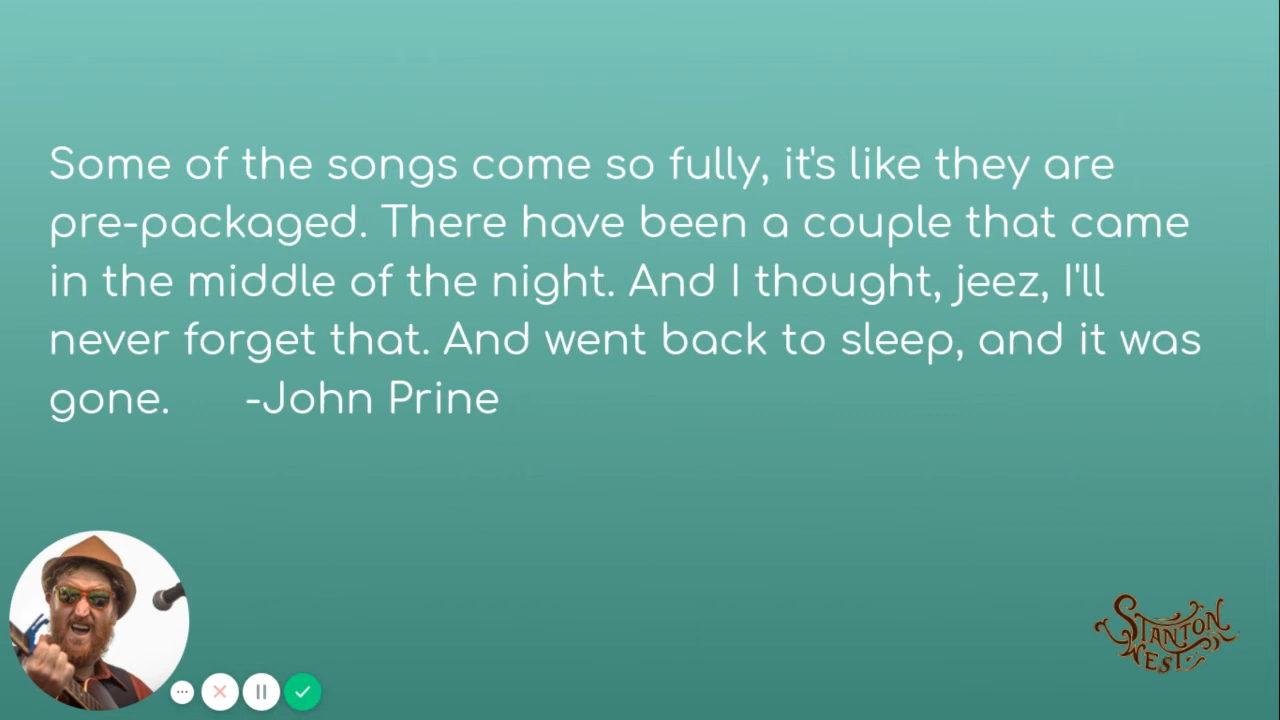 Some of the songs come so fully, it's like they are
pre-packaged. There have been a couple that came
in the middle of the night. And I thought, jeez, I'll
never forget that. And went back to sleep, and it was
gone. -John Prine
STANTON
WEST